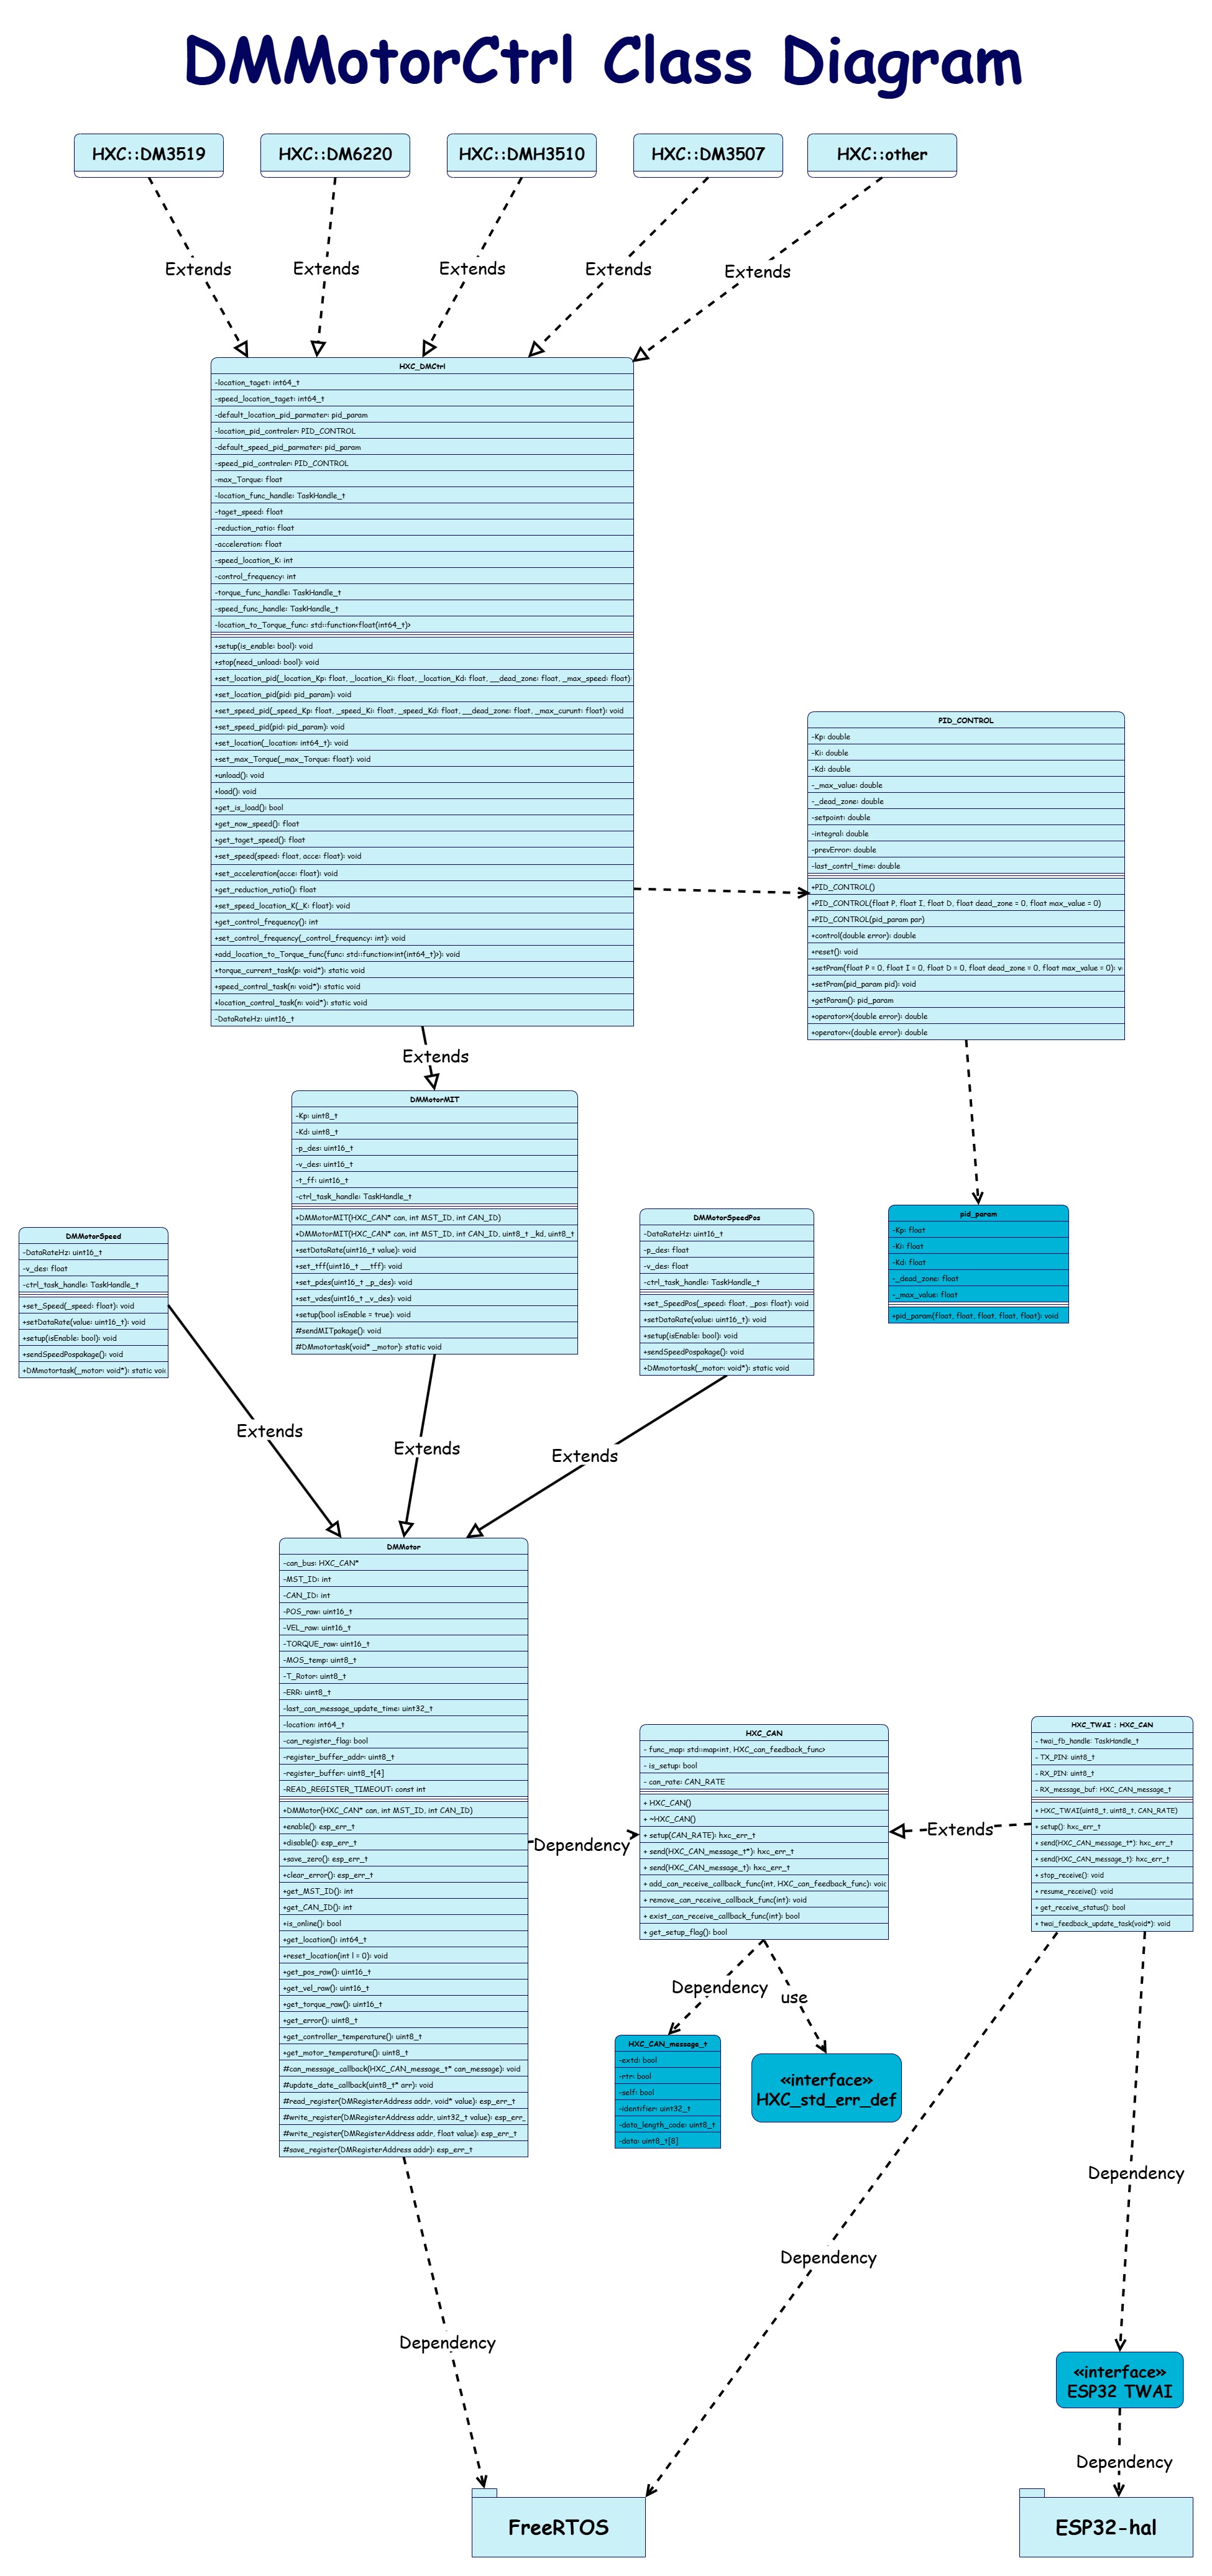 DMMotorCtrl Class Diagram
HXC::DM3519
HXC::DM6220
HXC::DMH3510
HXC::DM3507
HXC::other
Extends
Extends
Extends
Extends
Extends
HXC_DMCtrl
-location_taget: int64_t
-speed_location_taget: int64_t
-default_location_pid_parmater: pid_param
-location_pid_contraler: PID_CONTROL
-default_speed_pid_parmater: pid_param
-speed_pid_contraler: PID_CONTROL
-max_Torque: float
-location_func_handle: TaskHandle_t
-taget_speed: float
-reduction_ratio: float
-acceleration: float
-speed_location_K: int
-control_frequency: int
-torque_func_handle: TaskHandle_t
-speed_func_handle: TaskHandle_t
-location_to_Torque_func: std::function<float(int64_t)>
+setup(is_enable: bool): void
+stop(need_unload: bool): void
+set_location_pid(_location_Kp: float, _location_Ki: float, _location_Kd: float, __dead_zone: float, _max_speed: float)
+set_location_pid(pid: pid_param): void
+set_speed_pid(_speed_Kp: float, _speed_Ki: float, _speed_Kd: float, __dead_zone: float, _max_curunt: float): void
+set_speed_pid(pid: pid_param): void
+set_location(_location: int64_t): void
+set_max_Torque(_max_Torque: float): void
+unload(): void
+load(): void
+get_is_load(): bool
+get_now_speed(): float
+get_taget_speed(): float
+set_speed(speed: float, acce: float): void
+set_acceleration(acce: float): void
+get_reduction_ratio(): float
+set_speed_location_K(_K: float): void
+get_control_frequency(): int
+set_control_frequency(_control_frequency: int): void
+add_location_to_Torque_func(func: std::function<int(int64_t)>): void
+torque_current_task(p: void*): static void
+speed_contral_task(n: void*): static void
+location_contral_task(n: void*): static void
-DataRateHz: uint16_t
PID_CONTROL
-Kp: double
-Ki: double
-Kd: double
-_max_value: double
-_dead_zone: double
-setpoint: double
-integral: double
-prevError: double
-last_contrl_time: double
+PID_CONTROL()
+PID_CONTROL(float P, float I, float D, float dead_zone = 0, float max_value = 0)
+PID_CONTROL(pid_param par)
+control(double error): double
+reset(): void
+setPram(float P = 0, float I = 0, float D = 0, float dead_zone = 0, float max_value = 0): v
+setPram(pid_param pid): void
+getParam(): pid_param
+operator>>(double error): double
+operator<<(double error): double
Extends
DMMotorMIT
-Kp: uint8_t
-Kd: uint8_t
-p_des: uint16_t
-v_des: uint16_t
-t_ff: uint16_t
-ctrl_task_handle: TaskHandle_t
+DMMotorMIT(HXC_CAN* can, int MST_ID, int CAN_ID)
+DMMotorMIT(HXC_CAN* can, int MST_ID, int CAN_ID, uint8_t _kd, uint8_t
+setDataRate(uint16_t value): void
+set_tff(uint16_t __tff): void
+set_pdes(uint16_t _p_des): void
+set_vdes(uint16_t _v_des): void
+setup(bool isEnable = true): void
#sendMITpakage(): void
#DMmotortask(void* _motor): static void
DMMotorSpeed
-DataRateHz: uint16_t
-v_des: float
-ctrl_task_handle: TaskHandle_t
+set_Speed(_speed: float): void
+setDataRate(value: uint16_t): void
+setup(isEnable: bool): void
+sendSpeedPospakage(): void
+DMmotortask(_motor: void*): static voi
DMMotorSpeedPos
-DataRateHz: uint16_t
-p_des: float
-v_des: float
-ctrl_task_handle: TaskHandle_t
+set_SpeedPos(_speed: float, _pos: float): void
+setDataRate(value: uint16_t): void
+setup(isEnable: bool): void
+sendSpeedPospakage(): void
+DMmotortask(_motor: void*): static void
pid_param
-Kp: float
-Ki: float
-Kd: float
-_dead_zone: float
-_max_value: float
+pid_param(float, float, float, float, float): void
Extends
Extends
Extends
DMMotor
-can_bus: HXC_CAN*
-MST_ID: int
-CAN_ID: int
-POS_raw: uint16_t
-VEL_raw: uint16_t
-TORQUE_raw: uint16_t
-MOS_temp: uint8_t
-T_Rotor: uint8_t
-ERR: uint8_t
-last_can_message_update_time: uint32_t
-location: int64_t
-can_register_flag: bool
-register_buffer_addr: uint8_t
-register_buffer: uint8_t[4]
-READ_REGISTER_TIMEOUT: const int
+DMMotor(HXC_CAN* can, int MST_ID, int CAN_ID)
+enable(): esp_err_t
+disable(): esp_err_t
+save_zero(): esp_err_t
+clear_error(): esp_err_t
+get_MST_ID(): int
+get_CAN_ID(): int
+is_online(): bool
+get_location(): int64_t
+reset_location(int l = 0): void
+get_pos_raw(): uint16_t
+get_vel_raw(): uint16_t
+get_torque_raw(): uint16_t
+get_error(): uint8_t
+get_controller_temperature(): uint8_t
+get_motor_temperature(): uint8_t
#can_message_callback(HXC_CAN_message_t* can_message): void
#update_date_callback(uint8_t* arr): void
#read_register(DMRegisterAddress addr, void* value): esp_err_t
#write_register(DMRegisterAddress addr, uint32_t value): esp_err_
#write_register(DMRegisterAddress addr, float value): esp_err_t
#save_register(DMRegisterAddress addr): esp_err_t
Dependency
HXC_CAN
- func_map: std::map<int, HXC_can_feedback_func>
- is_setup: bool
- can_rate: CAN_RATE
+ HXC_CAN()
+ ~HXC_CAN()
+ setup(CAN_RATE): hxc_err_t
+ send(HXC_CAN_message_t*): hxc_err_t
+ send(HXC_CAN_message_t): hxc_err_t
+ add_can_receive_callback_func(int, HXC_can_feedback_func): voic
+ remove_can_receive_callback_func(int): void
+ exist_can_receive_callback_func(int): bool
+ get_setup_flag(): bool
Extends
HXC_TWAI : HXC_CAN
- twai_fb_handle: TaskHandle_t
- TX_PIN: uint8_t
- RX_PIN: uint8_t
- RX_message_buf: HXC_CAN_message_t
+ HXC_TWAI(uint8_t, uint8_t, CAN_RATE)
+ setup(): hxc_err_t
+ send(HXC_CAN_message_t*): hxc_err_t
+ send(HXC_CAN_message_t): hxc_err_t
+ stop_receive(): void
+ resume_receive(): void
+ get_receive_status(): bool
+ twai_feedback_update_task(void*): void
Dependency
use
HXC_CAN_message_t
-extd: bool
-rtr: bool
-self: bool
-identifier: uint32_t
-data_length_code: uint8_t
-data: uint8_t[8]
«interface»
HXC_std_err_def
Dependency
Dependency
Dependency
«interface»
ESP32 TWAI
Dependency
FreeRTOS
ESP32-hal